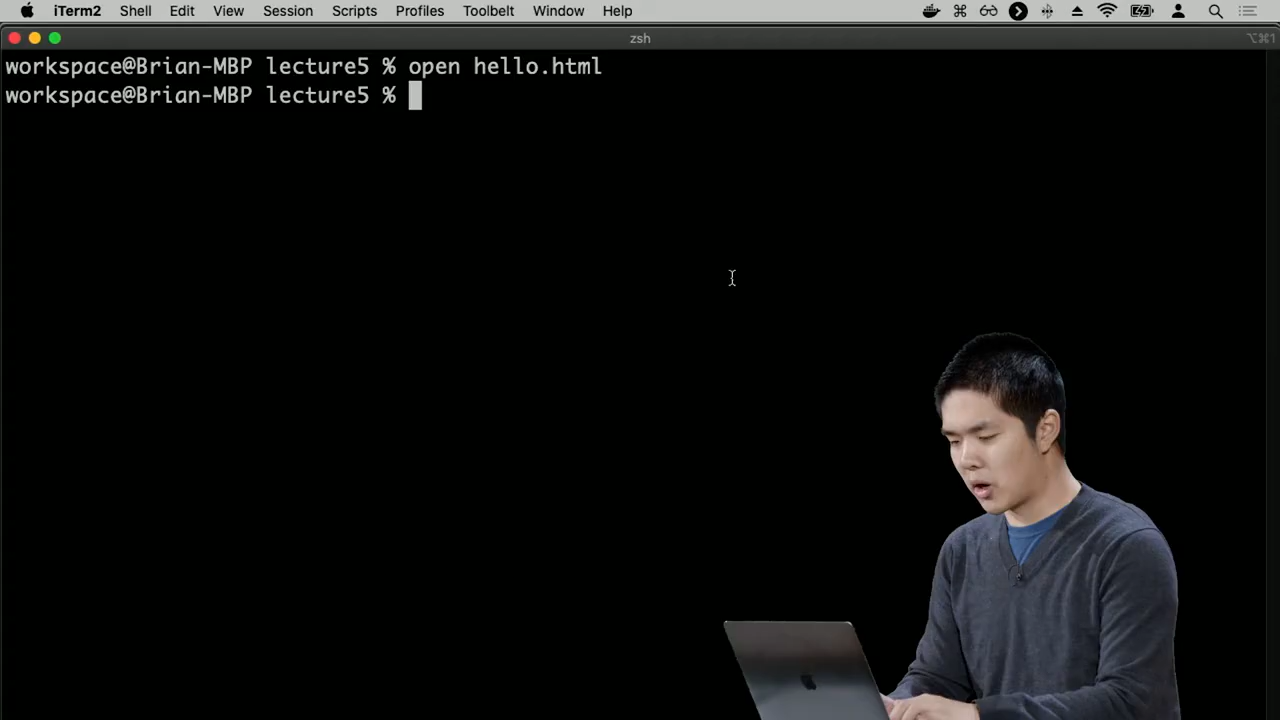 iTerm2 Shell Edit View Session Scripts Profiles Toolbelt Window Help
zsh
⌥⌘1
workspace@Brian-MBP lecture5 % open hello.html
workspace@Brian-MBP lecture5 %